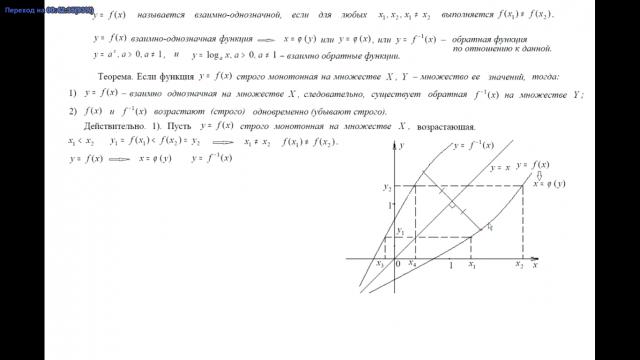 Переход на
y = f(x) называется взаимно-однозначной, если для любых x₁, x₂, x₁ ≠ x₂ выполняется f(x₁) ≠ f(x₂).
y = f(x) взаимно-однозначная функция ⟹ x = φ(y) или y = φ(x), или y = f⁻¹(x) – обратная функция
по отношению к данной.
y = aˣ, a > 0, a ≠ 1, и y = logₐ x, a > 0, a ≠ 1 – взаимно обратные функции.
Теорема. Если функция y = f(x) строго монотонная на множестве X, Y – множество ее значений, тогда:
1) y = f(x) – взаимно однозначная на множестве X, следовательно, существует обратная f⁻¹(x) на множестве Y;
2) f(x) и f⁻¹(x) возрастают (строго) одновременно (убывают строго).
Действительно. 1). Пусть y = f(x) строго монотонная на множестве X, возрастающая.
x₁ < x₂ y₁ = f(x₁) < f(x₂) = y₂ ⟹ x₁ ≠ x₂ f(x₁) ≠ f(x₂).
y = f(x) ⟹ x = φ(y) y = f⁻¹(x)
y y = f⁻¹(x)
y = x y = f(x)
x = φ(y)
y₂
1
y₁
x₃ 0 x₄ 1 x₁ x₂ x